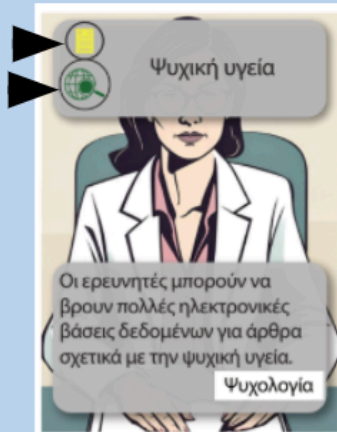 Ψυχική υγεία
Οι ερευνητές μπορούν να
βρουν πολλές ηλεκτρονικές
βάσεις δεδομένων για άρθρα
σχετικά με την ψυχική υγεία.
Ψυχολογία